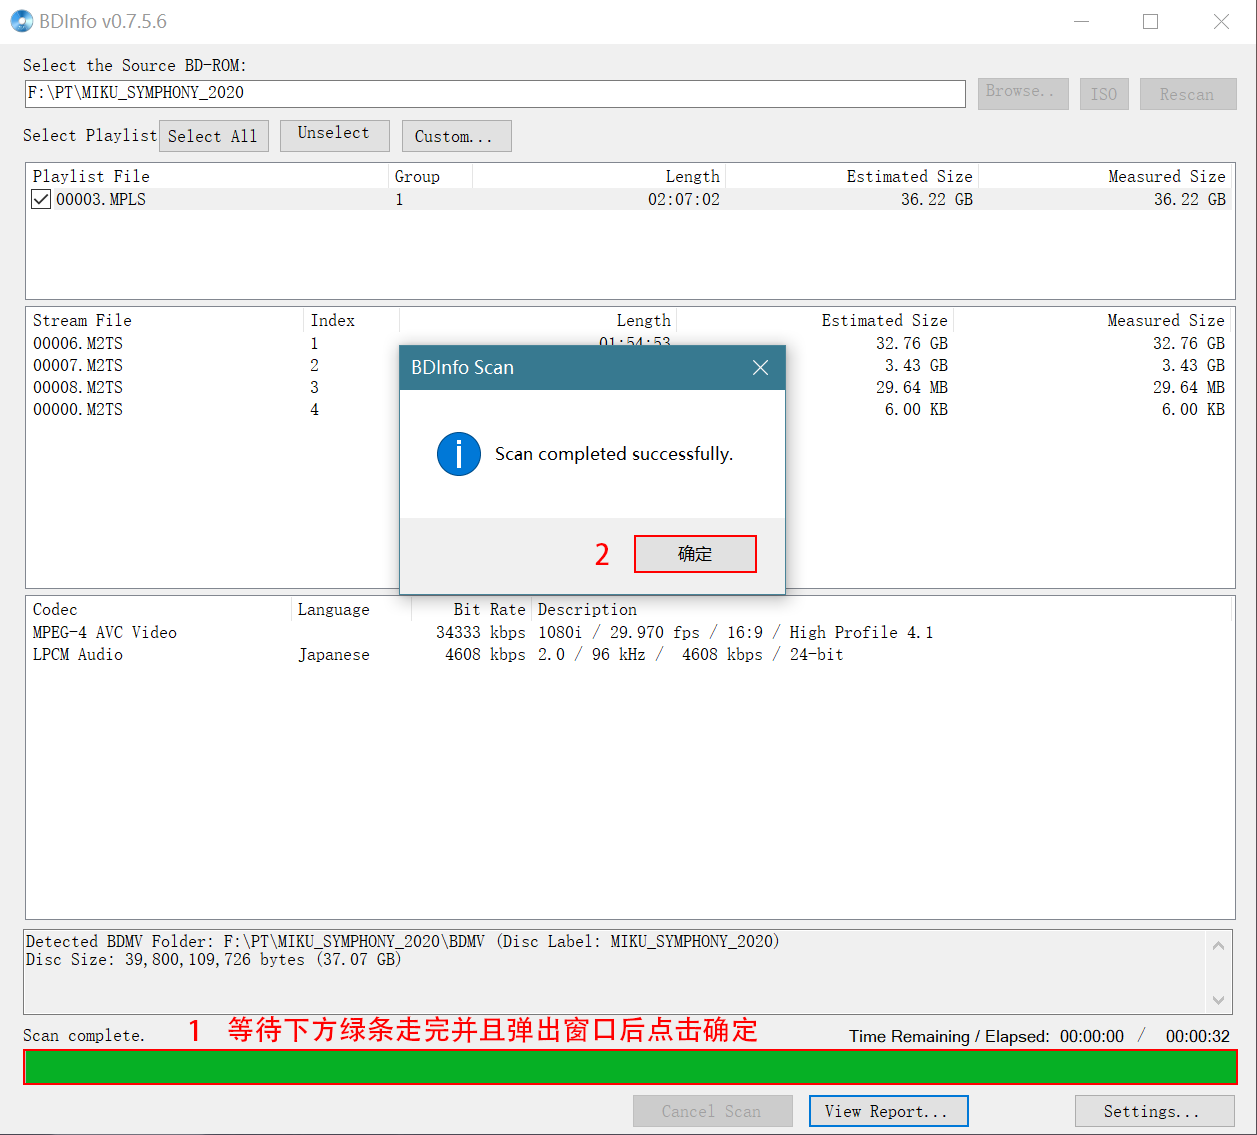 BDInfo v0.7.5.6
Select the Source BD-ROM:
F:\PT\MIKU_SYMPHONY_2020 Browse.. ISO Rescan
Select Playlist Select All Unselect Custom...
Playlist File Group Length Estimated Size Measured Size
00003.MPLS 1 02:07:02 36.22 GB 36.22 GB
Stream File Index Length Estimated Size Measured Size
00006.M2TS 1 01:54:53 32.76 GB 32.76 GB
00007.M2TS 2 3.43 GB 3.43 GB
00008.M2TS 3 29.64 MB 29.64 MB
00000.M2TS 4 6.00 KB 6.00 KB
BDInfo Scan
Scan completed successfully.
2 确定
Codec Language Bit Rate Description
MPEG-4 AVC Video 34333 kbps 1080i / 29.970 fps / 16:9 / High Profile 4.1
LPCM Audio Japanese 4608 kbps 2.0 / 96 kHz / 4608 kbps / 24-bit
Detected BDMV Folder: F:\PT\MIKU_SYMPHONY_2020\BDMV (Disc Label: MIKU_SYMPHONY_2020)
Disc Size: 39,800,109,726 bytes (37.07 GB)
Scan complete. 1 等待下方绿条走完并且弹出窗口后点击确定 Time Remaining / Elapsed: 00:00:00 / 00:00:32
Cancel Scan View Report... Settings...